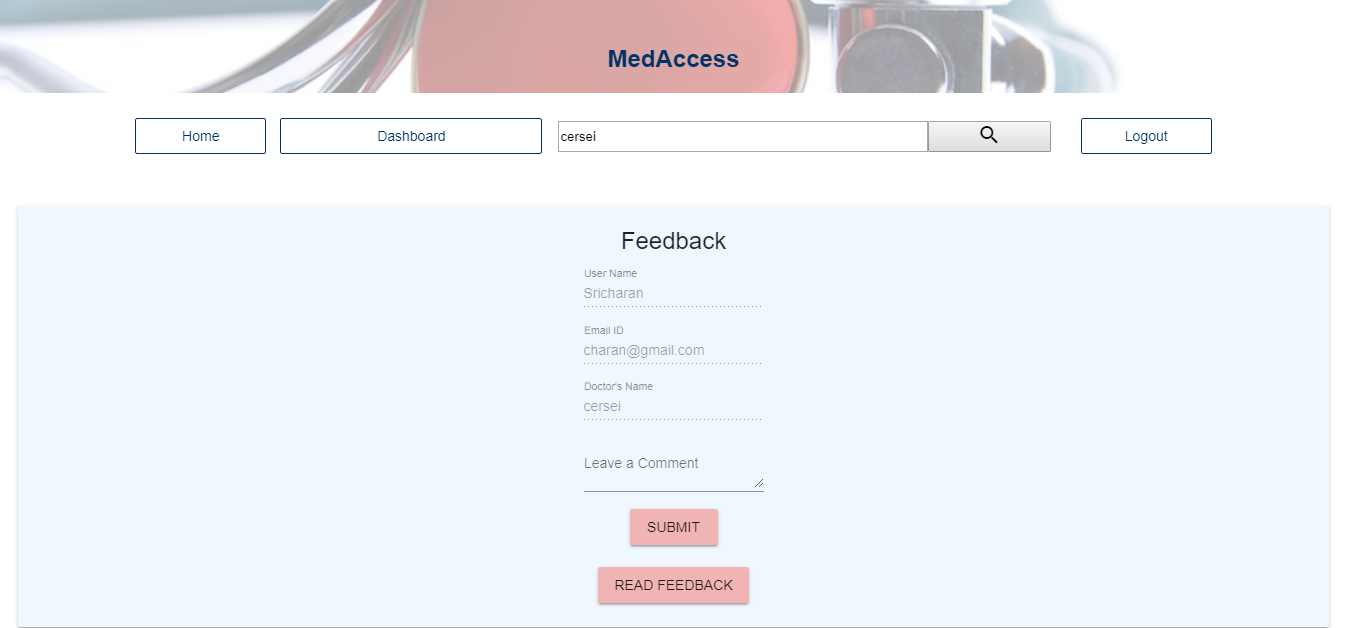 MedAccess
Home Dashboard cersei Logout
Feedback
User Name
Sricharan
Email ID
charan@gmail.com
Doctor's Name
cersei
Leave a Comment
SUBMIT
READ FEEDBACK